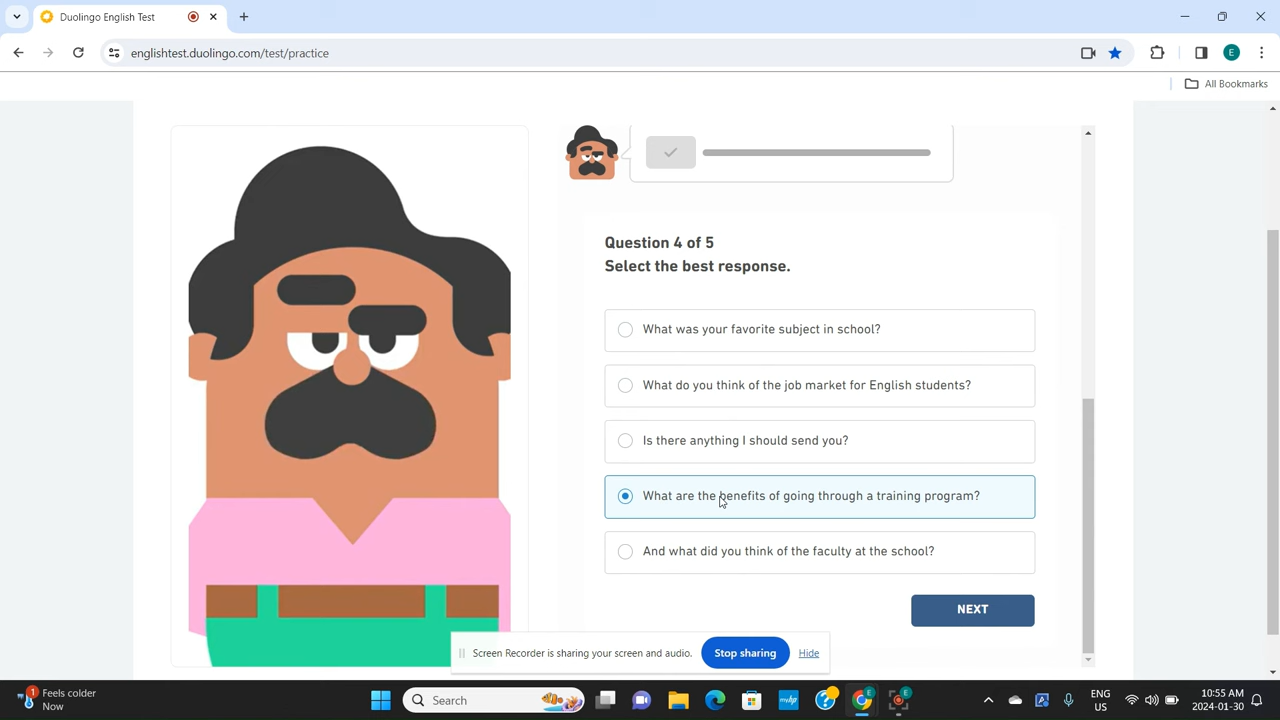 Duolingo English Test
englishtest.duolingo.com/test/practice
E
All Bookmarks
Question 4 of 5
Select the best response.
What was your favorite subject in school?
What do you think of the job market for English students?
Is there anything I should send you?
What are the benefits of going through a training program?
And what did you think of the faculty at the school?
NEXT
Screen Recorder is sharing your screen and audio.
Stop sharing
Hide
1
Feels colder
Now
Search
my hp
E
E
ENG
US
10:55 AM
2024-01-30